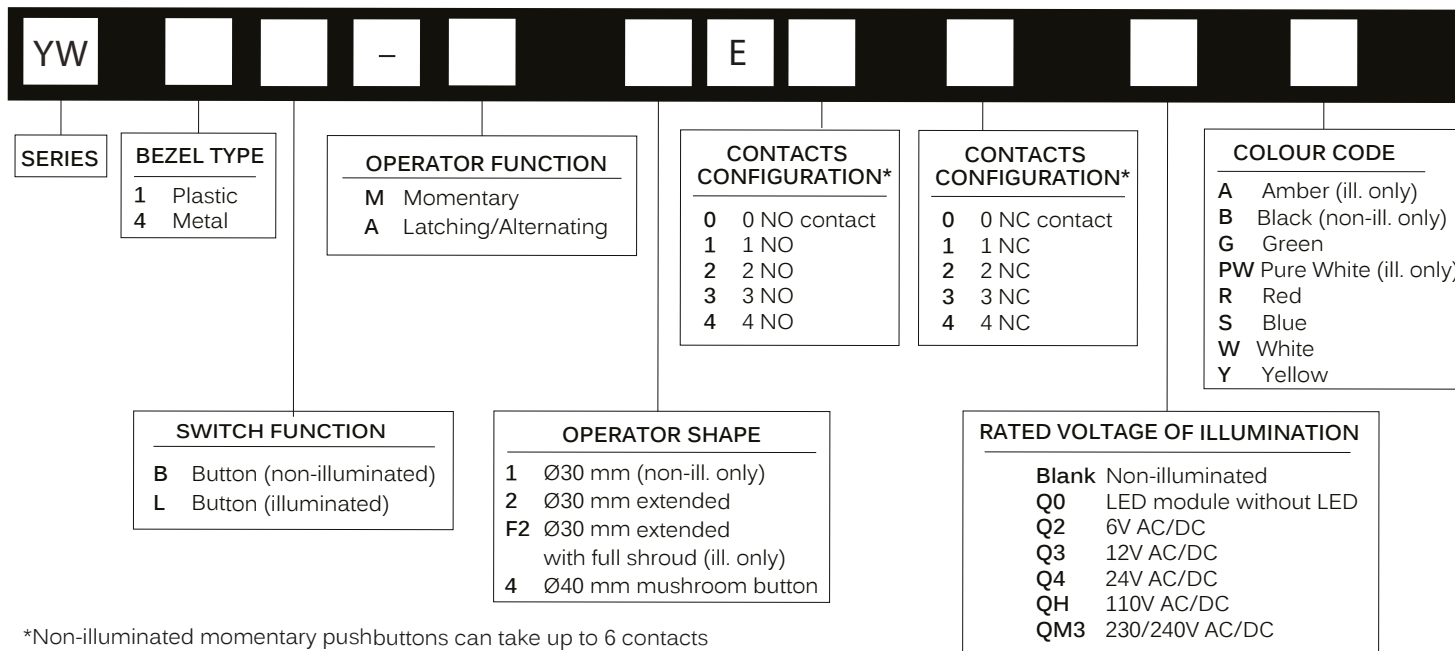 YW – E
SERIES
BEZEL TYPE
1 Plastic
4 Metal
OPERATOR FUNCTION
M Momentary
A Latching/Alternating
CONTACTS
CONFIGURATION*
0 0 NO contact
1 1 NO
2 2 NO
3 3 NO
4 4 NO
CONTACTS
CONFIGURATION*
0 0 NC contact
1 1 NC
2 2 NC
3 3 NC
4 4 NC
COLOUR CODE
A Amber (ill. only)
B Black (non-ill. only)
G Green
PW Pure White (ill. only)
R Red
S Blue
W White
Y Yellow
SWITCH FUNCTION
B Button (non-illuminated)
L Button (illuminated)
OPERATOR SHAPE
1 Ø30 mm (non-ill. only)
2 Ø30 mm extended
F2 Ø30 mm extended
with full shroud (ill. only)
4 Ø40 mm mushroom button
RATED VOLTAGE OF ILLUMINATION
Blank Non-illuminated
Q0 LED module without LED
Q2 6V AC/DC
Q3 12V AC/DC
Q4 24V AC/DC
QH 110V AC/DC
QM3 230/240V AC/DC
*Non-illuminated momentary pushbuttons can take up to 6 contacts